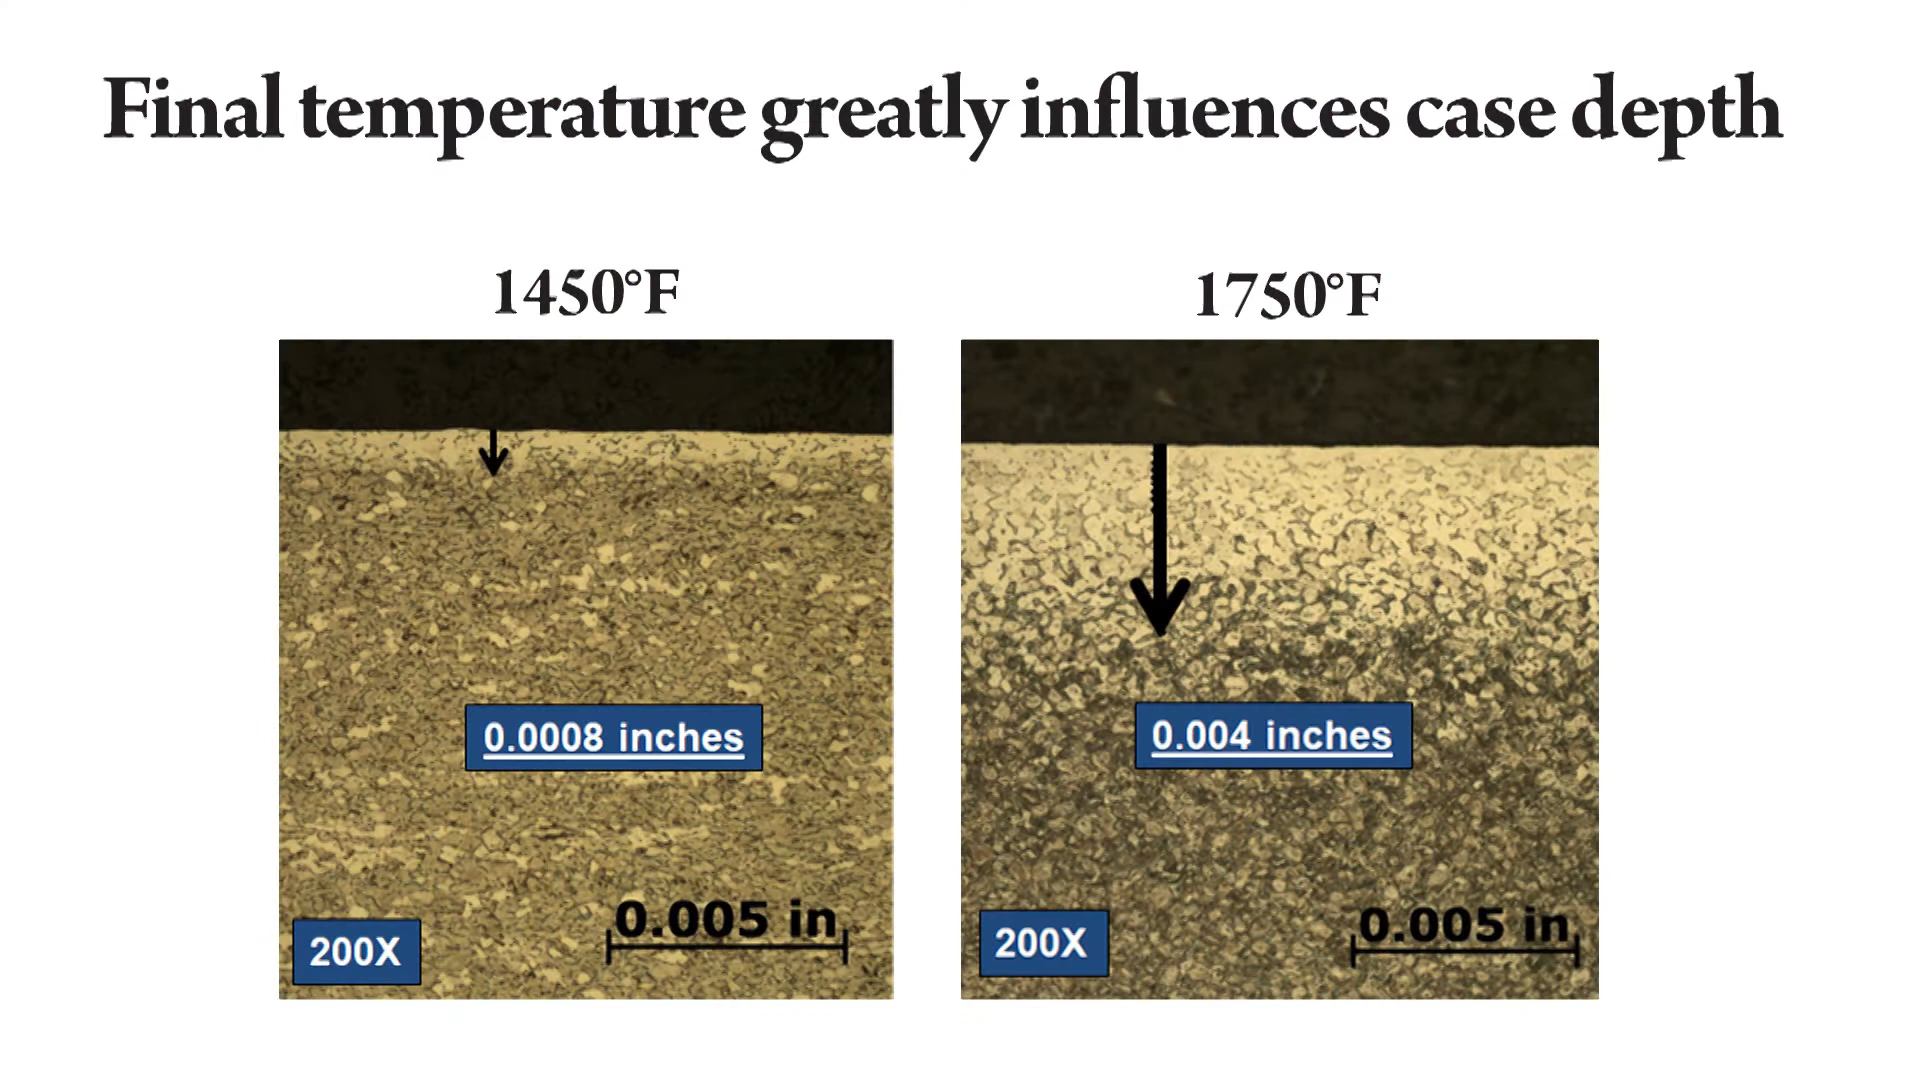 Final temperature greatly influences case depth
1450°F
1750°F
0.0008 inches
0.004 inches
0.005 in
0.005 in
200X
200X